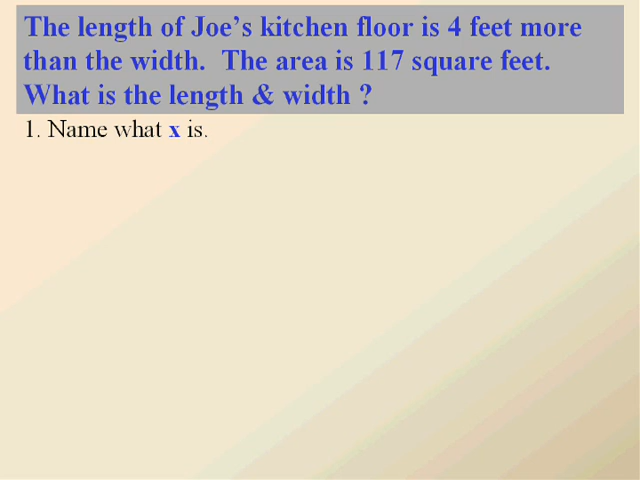 The length of Joe’s kitchen floor is 4 feet more
than the width.  The area is 117 square feet.
What is the length & width ?
1. Name what x is.